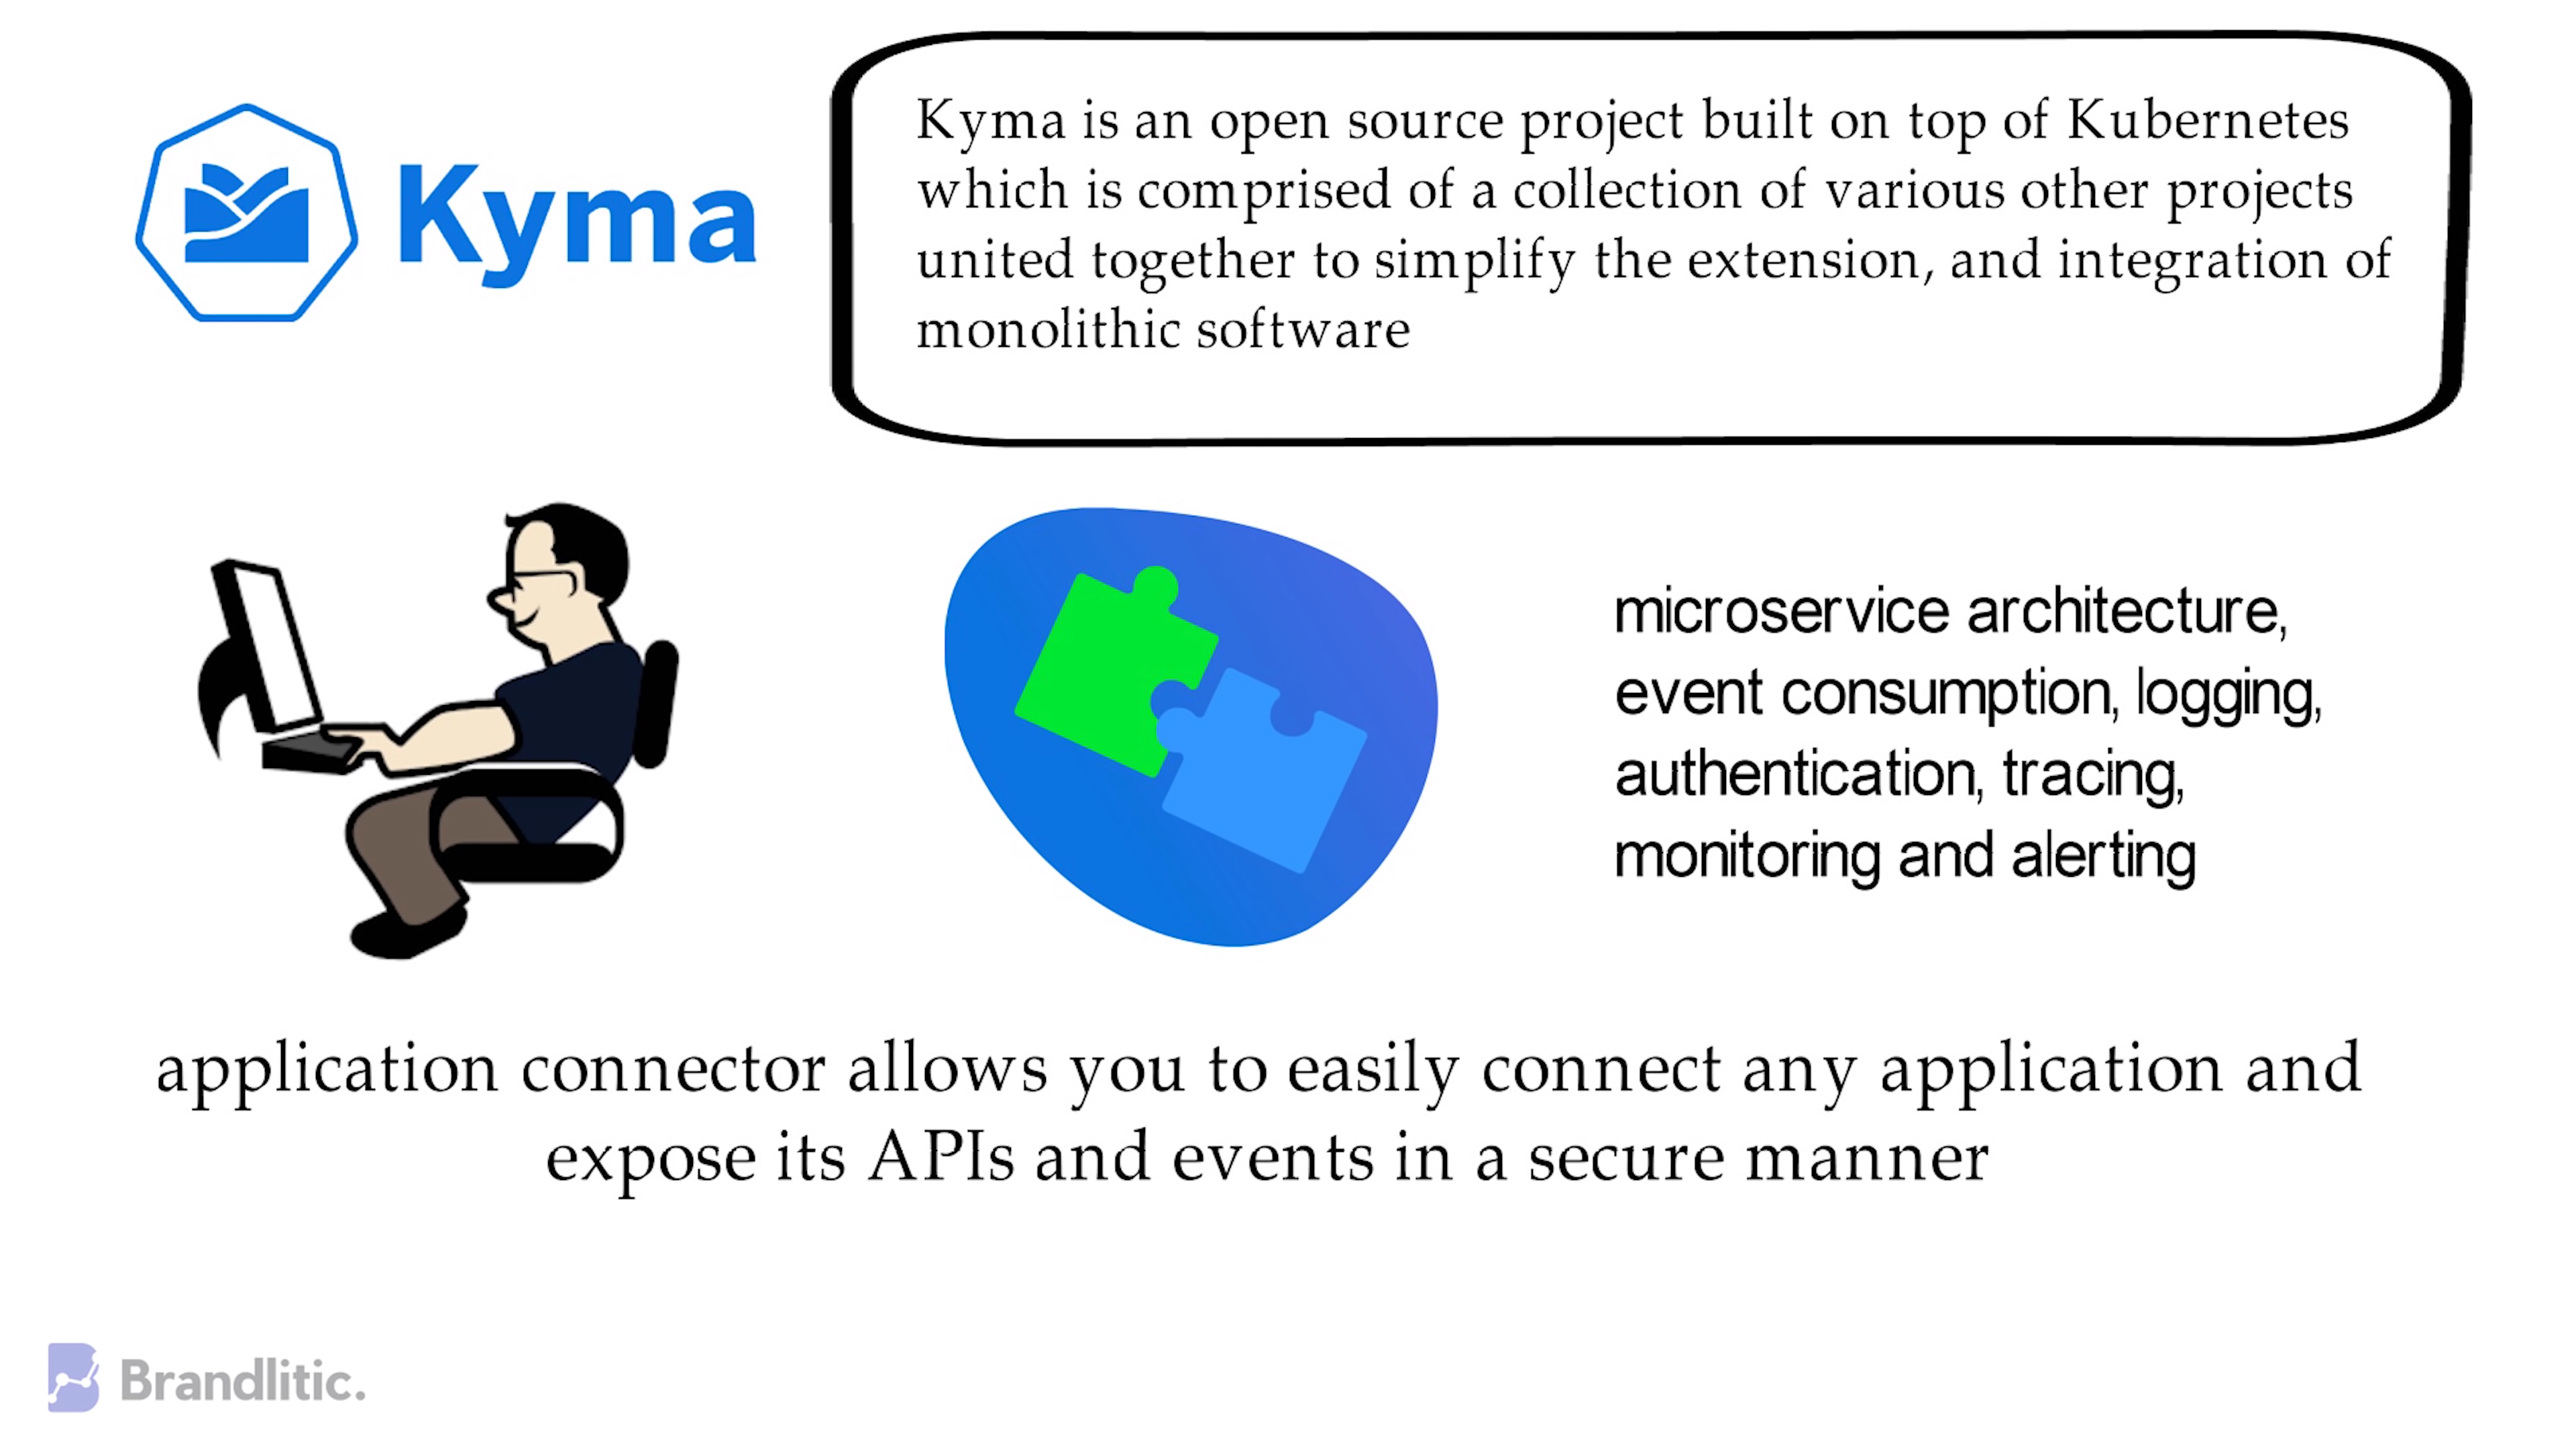 Kyma
Kyma is an open source project built on top of Kubernetes
which is comprised of a collection of various other projects
united together to simplify the extension, and integration of
monolithic software
microservice architecture,
event consumption, logging,
authentication, tracing,
monitoring and alerting
application connector allows you to easily connect any application and
expose its APIs and events in a secure manner
Brandlitic.